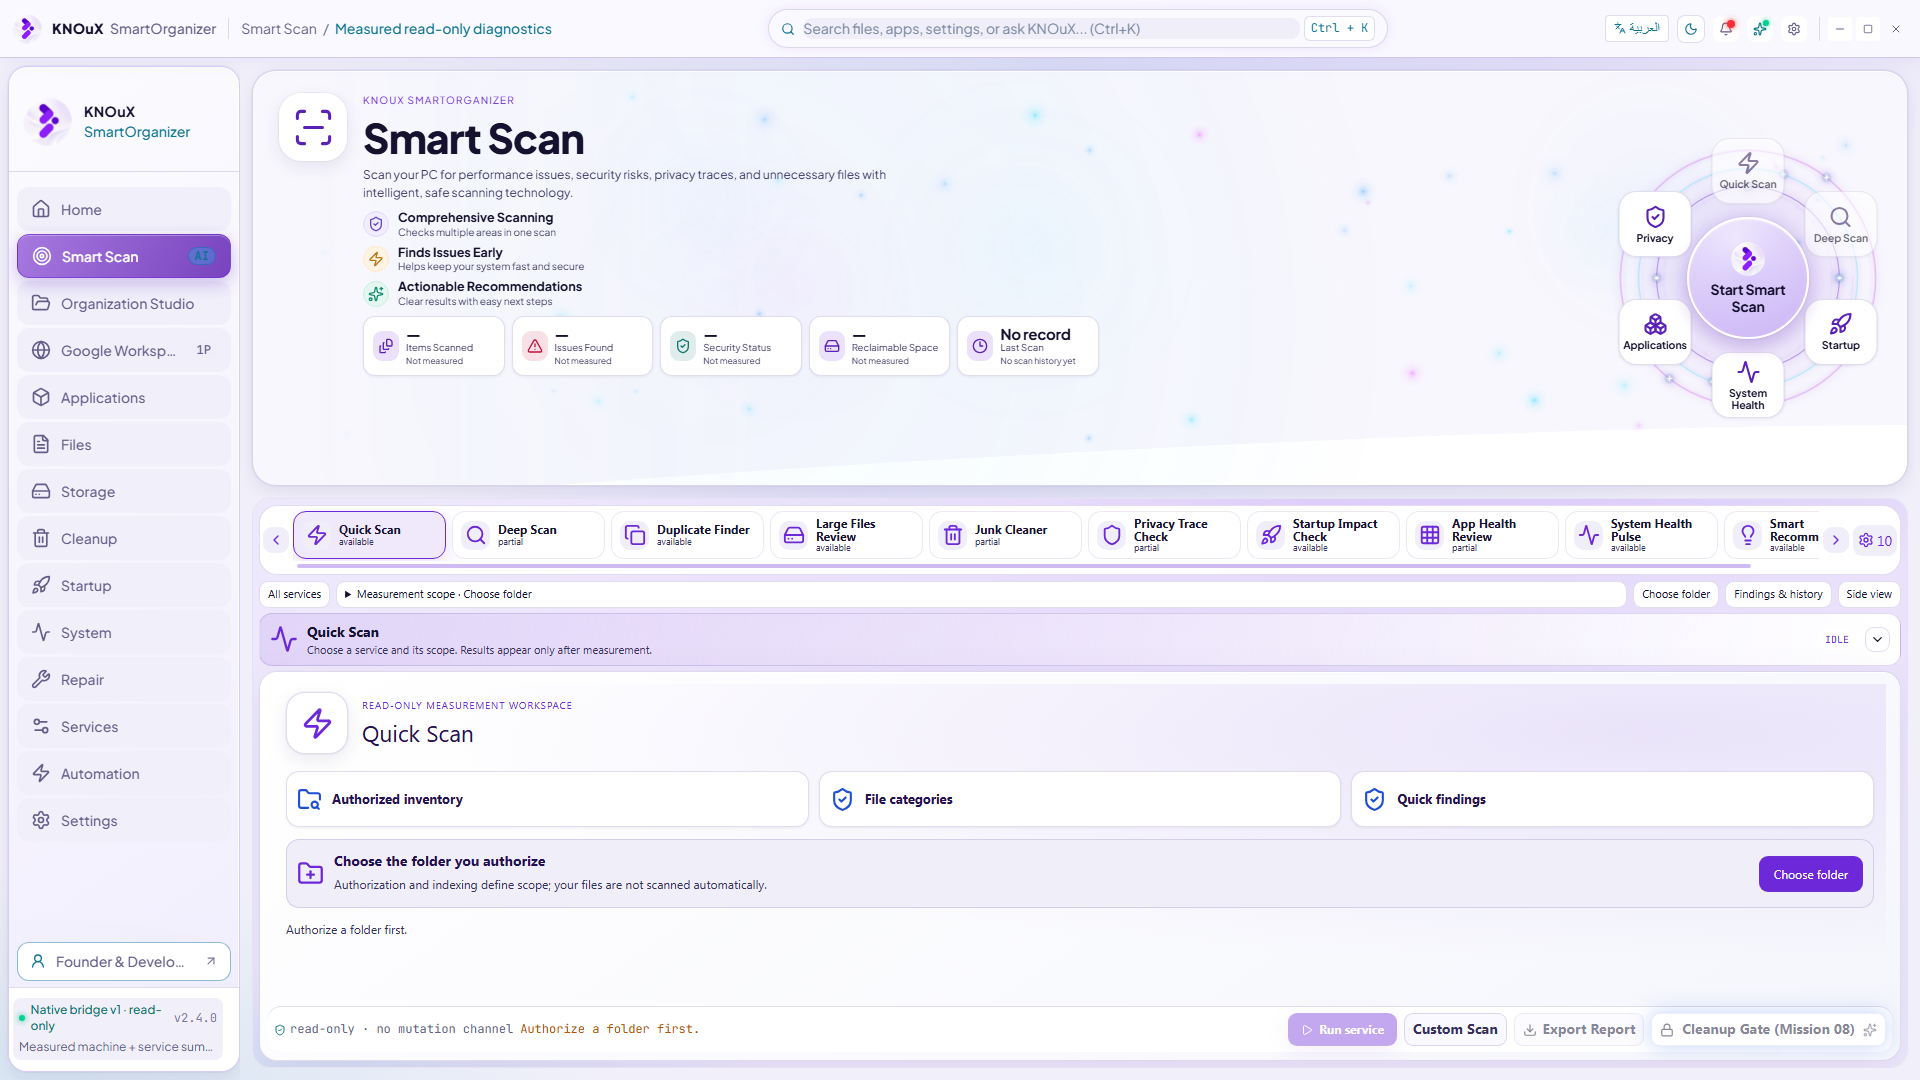 KNOuX SmartOrganizer
Smart Scan / Measured read-only diagnostics
Search files, apps, settings, or ask KNOuX... (Ctrl+K)
Ctrl + K
العربية
KNOuX
SmartOrganizer
Home
Smart Scan
AI
Organization Studio
Google Worksp...
1P
Applications
Files
Storage
Cleanup
Startup
System
Repair
Services
Automation
Settings
Founder & Develo...
Native bridge v1 · read-only
v2.4.0
Measured machine + service sum...
KNOUX SMARTORGANIZER
Smart Scan
Scan your PC for performance issues, security risks, privacy traces, and unnecessary files with
intelligent, safe scanning technology.
Comprehensive Scanning
Checks multiple areas in one scan
Finds Issues Early
Helps keep your system fast and secure
Actionable Recommendations
Clear results with easy next steps
—
Items Scanned
Not measured
—
Issues Found
Not measured
—
Security Status
Not measured
—
Reclaimable Space
Not measured
No record
Last Scan
No scan history yet
Quick Scan
Privacy
Deep Scan
Start Smart
Scan
Applications
Startup
System
Health
Quick Scan
available
Deep Scan
partial
Duplicate Finder
available
Large Files
Review
available
Junk Cleaner
partial
Privacy Trace
Check
partial
Startup Impact
Check
available
App Health
Review
partial
System Health
Pulse
available
Smart
Recomm
available
10
All services
▶ Measurement scope · Choose folder
Choose folder
Findings & history
Side view
Quick Scan
Choose a service and its scope. Results appear only after measurement.
IDLE
READ-ONLY MEASUREMENT WORKSPACE
Quick Scan
Authorized inventory
File categories
Quick findings
Choose the folder you authorize
Authorization and indexing define scope; your files are not scanned automatically.
Choose folder
Authorize a folder first.
read-only · no mutation channel Authorize a folder first.
Run service
Custom Scan
Export Report
Cleanup Gate (Mission 08)